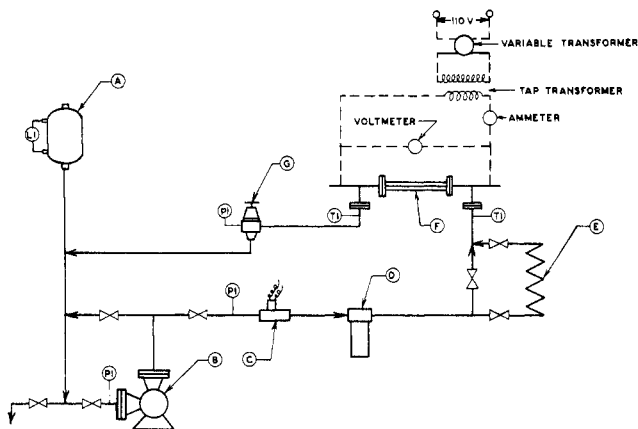 110 V
VARIABLE TRANSFORMER
TAP TRANSFORMER
AMMETER
VOLTMETER
A
LI
G
PI
TI
F
TI
E
PI
D
C
PI
B